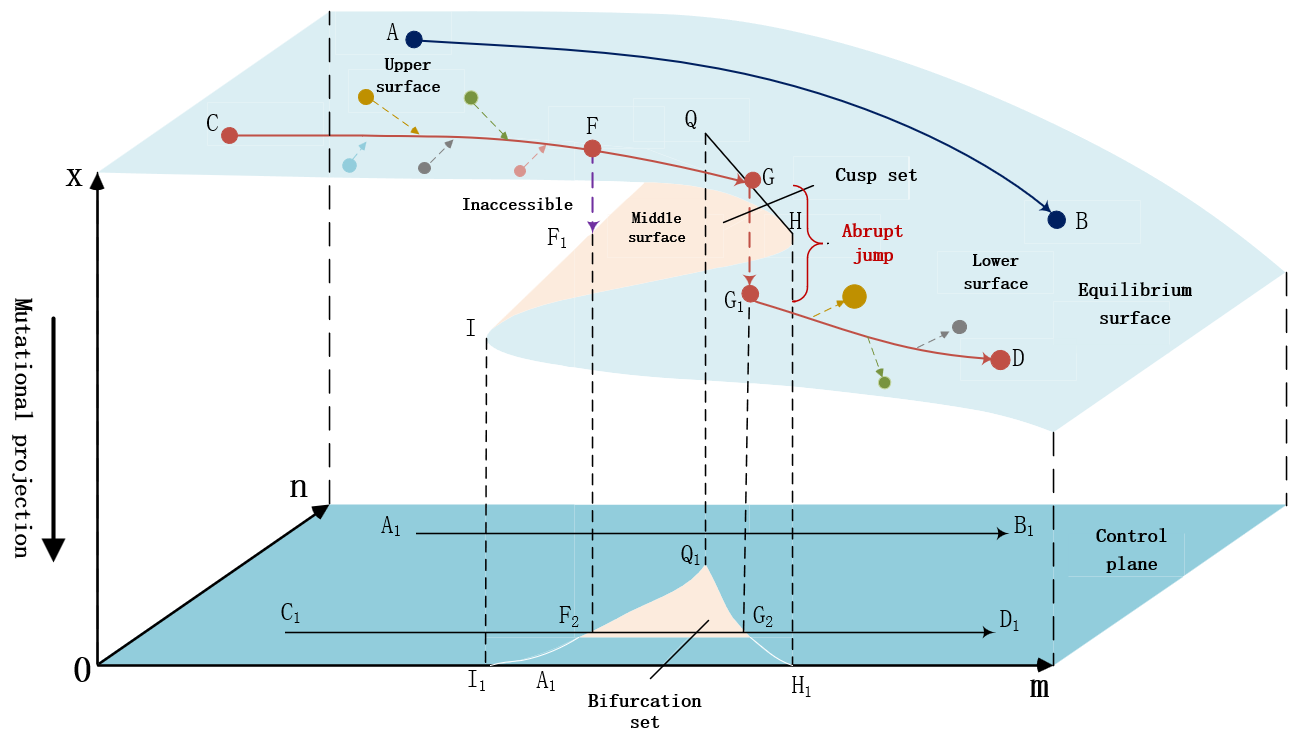 A
Upper
surface
C
F
Q
G
Cusp set
x
Inaccessible
F₁
Middle
surface
H
B
Abrupt
jump
Lower
surface
Equilibrium
surface
G₁
I
D
Mutational projection
n
A₁
B₁
Control
plane
Q₁
C₁
F₂
G₂
D₁
0
I₁
A₁
H₁
m
Bifurcation
set